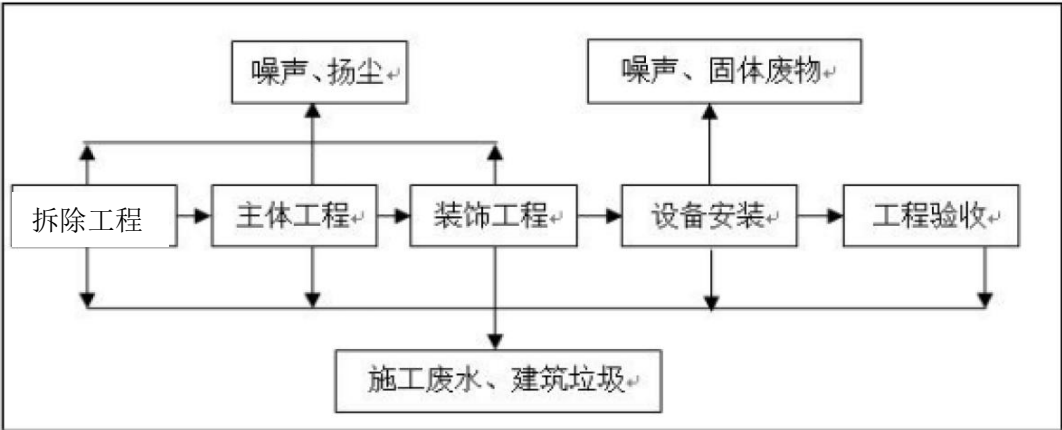 噪声、扬尘
噪声、固体废物
拆除工程
主体工程
装饰工程
设备安装
工程验收
施工废水、建筑垃圾